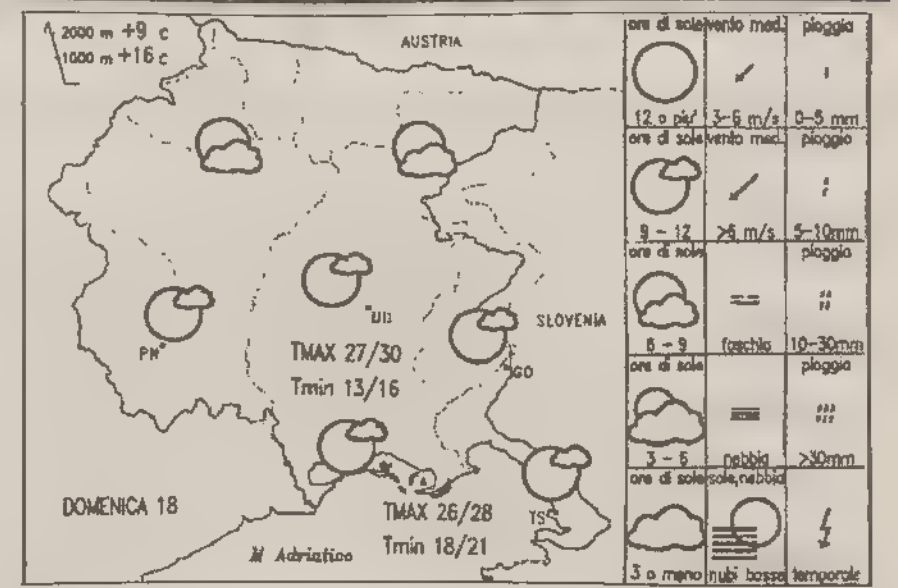 2000 m +9 c
1000 m +16 c
AUSTRIA
UD
PN
SLOVENIA
TMAX 27/30
GO
Tmin 13/16
DOMENICA 18
TMAX 26/28
TS
M Adriatico
Tmin 18/21
ore di sole vento med. pioggia
12 o piu' 3-6 m/s 0-5 mm
ore di sole vento med. pioggia
9 - 12 >6 m/s 5-10mm
ore di sole pioggia
6 - 9 foschia 10-30mm
ore di sole pioggia
3 - 6 nebbia >30mm
ore di sole sole,nebbia
3 o meno nubi basse temporale